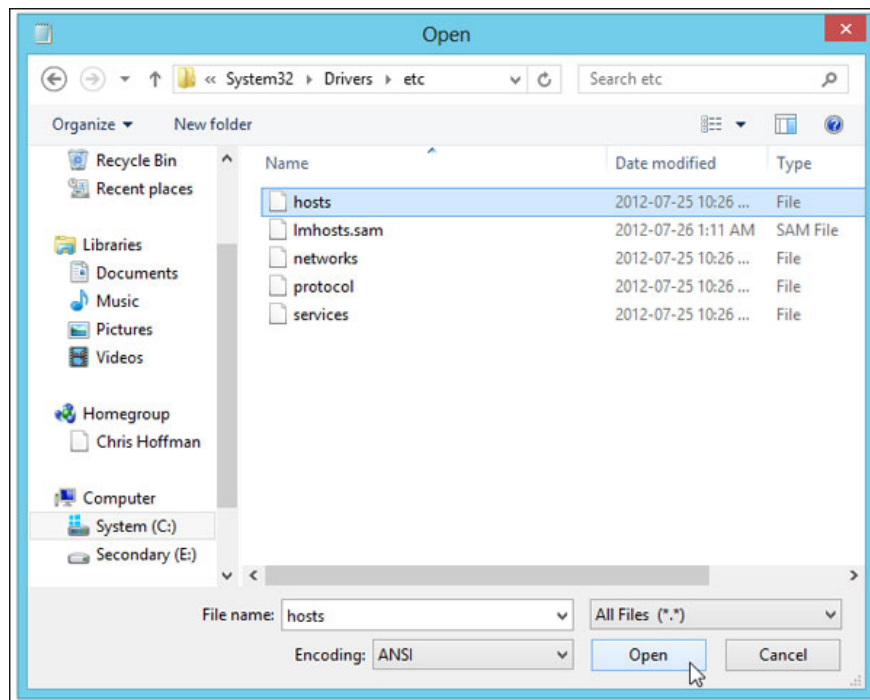 Open
« System32 ▸ Drivers ▸ etc
Search etc
Organize
New folder
Recycle Bin
Recent places
Libraries
Documents
Music
Pictures
Videos
Homegroup
Chris Hoffman
Computer
System (C:)
Secondary (E:)
Name Date modified Type
hosts 2012-07-25 10:26 ... File
lmhosts.sam 2012-07-26 1:11 AM SAM File
networks 2012-07-25 10:26 ... File
protocol 2012-07-25 10:26 ... File
services 2012-07-25 10:26 ... File
File name: hosts All Files (*.*)
Encoding: ANSI Open Cancel